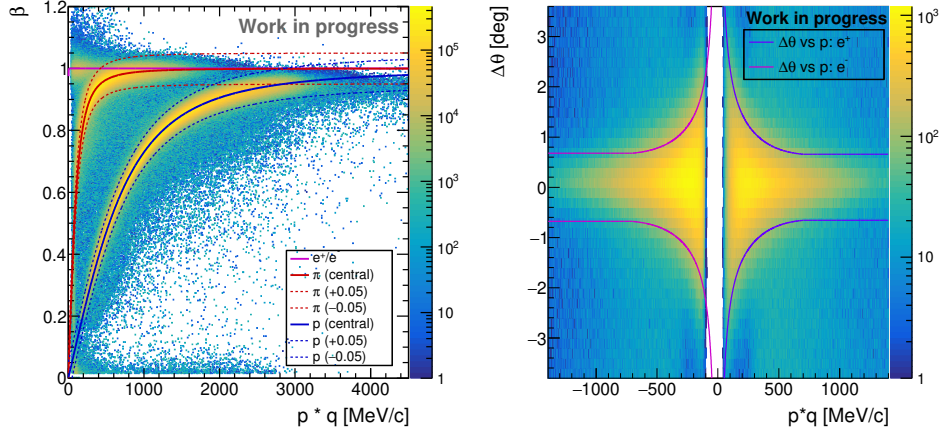 β
Work in progress
1.2
1
0.8
0.6
0.4
0.2
0
e⁺/e⁻
π (central)
π (+0.05)
π (−0.05)
p (central)
p (+0.05)
p (−0.05)
0 1000 2000 3000 4000
p * q [MeV/c]
10⁵
10⁴
10³
10²
10
1
Δθ [deg]
Work in progress
Δθ vs p: e⁺
Δθ vs p: e⁻
3
2
1
0
−1
−2
−3
−1000 −500 0 500 1000
p*q [MeV/c]
10³
10²
10
1